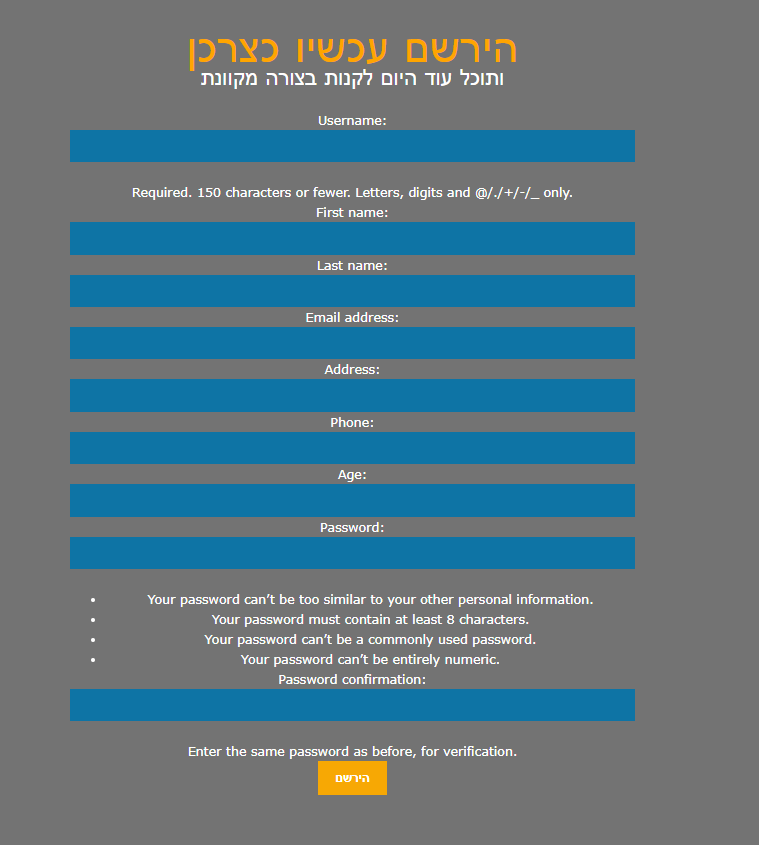 הירשם עכשיו כצרכן
ותוכל עוד היום לקנות בצורה מקוונת
Username:
Required. 150 characters or fewer. Letters, digits and @/./+/-/_ only.
First name:
Last name:
Email address:
Address:
Phone:
Age:
Password:
• Your password can’t be too similar to your other personal information.
• Your password must contain at least 8 characters.
• Your password can’t be a commonly used password.
• Your password can’t be entirely numeric.
Password confirmation:
Enter the same password as before, for verification.
הירשם